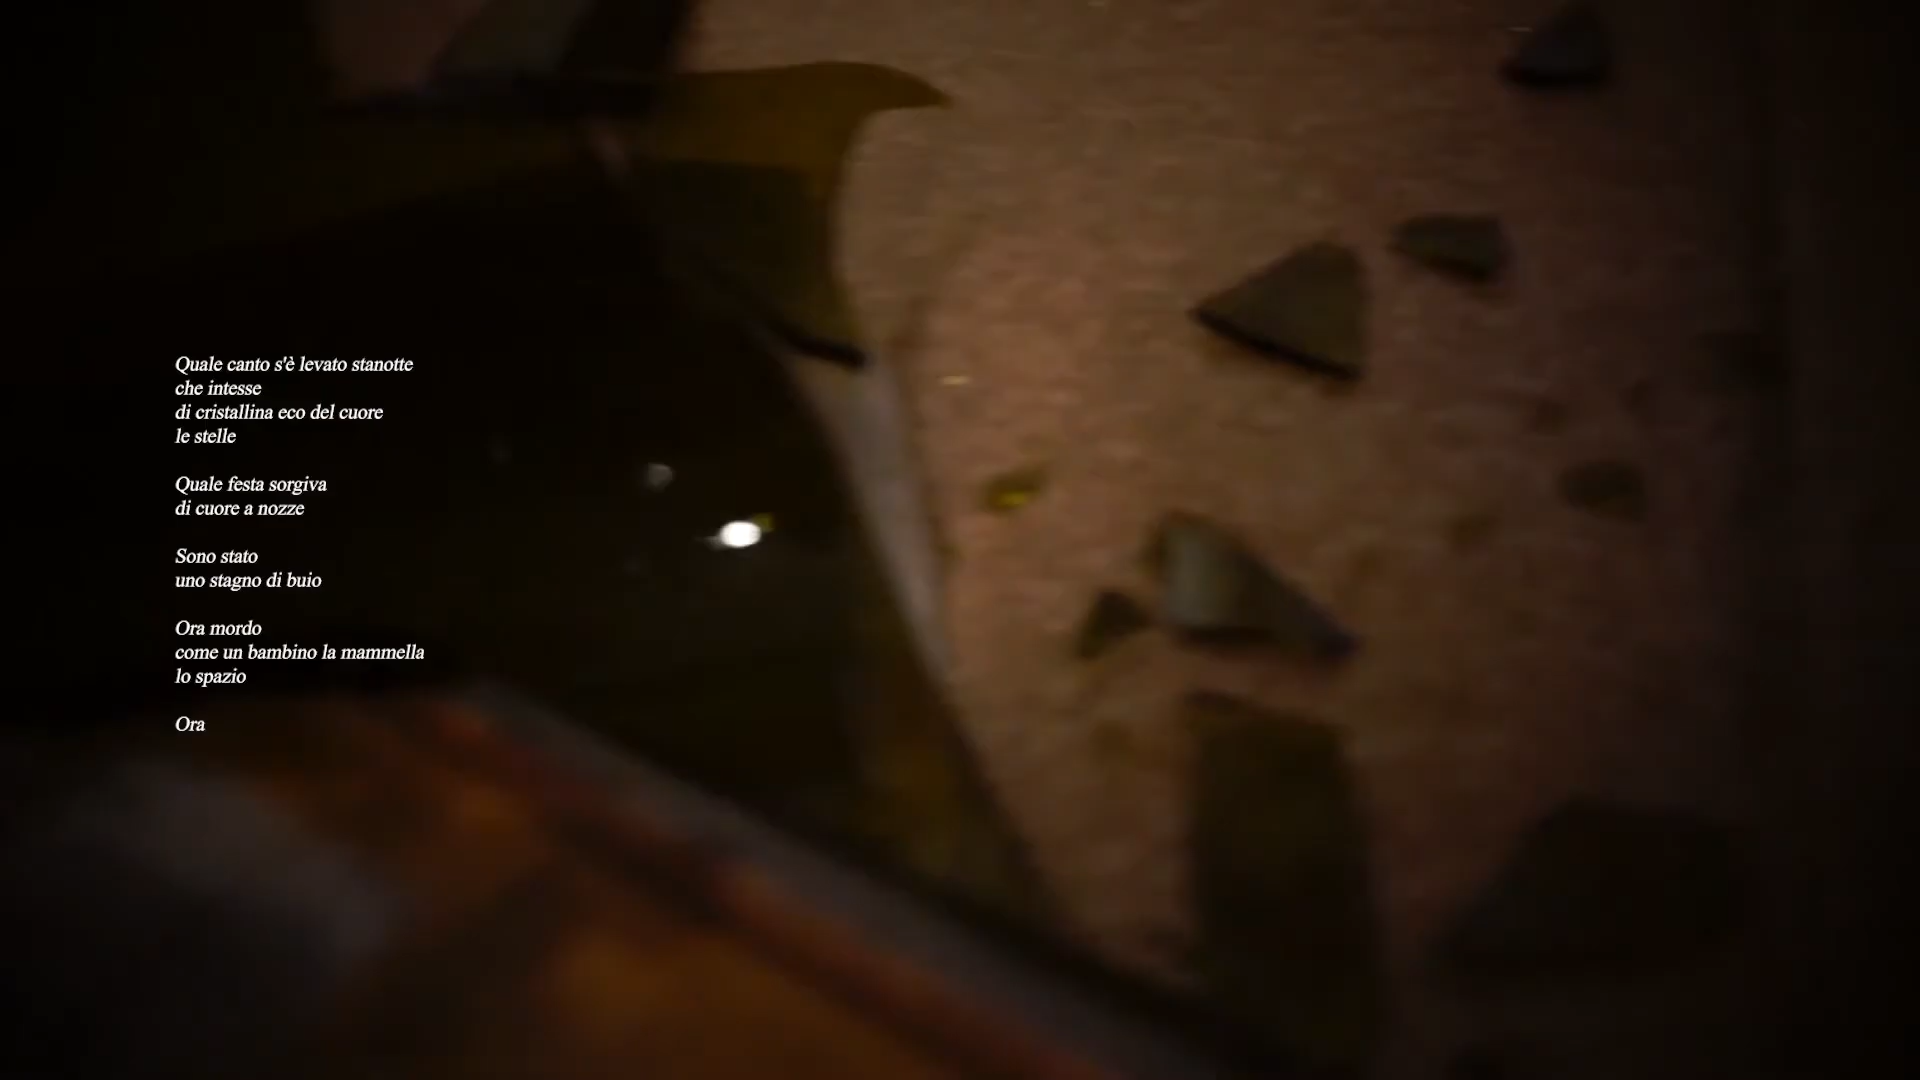 Quale canto s'è levato stanotte
che intesse
di cristallina eco del cuore
le stelle
Quale festa sorgiva
di cuore a nozze
Sono stato
uno stagno di buio
Ora mordo
come un bambino la mammella
lo spazio
Ora